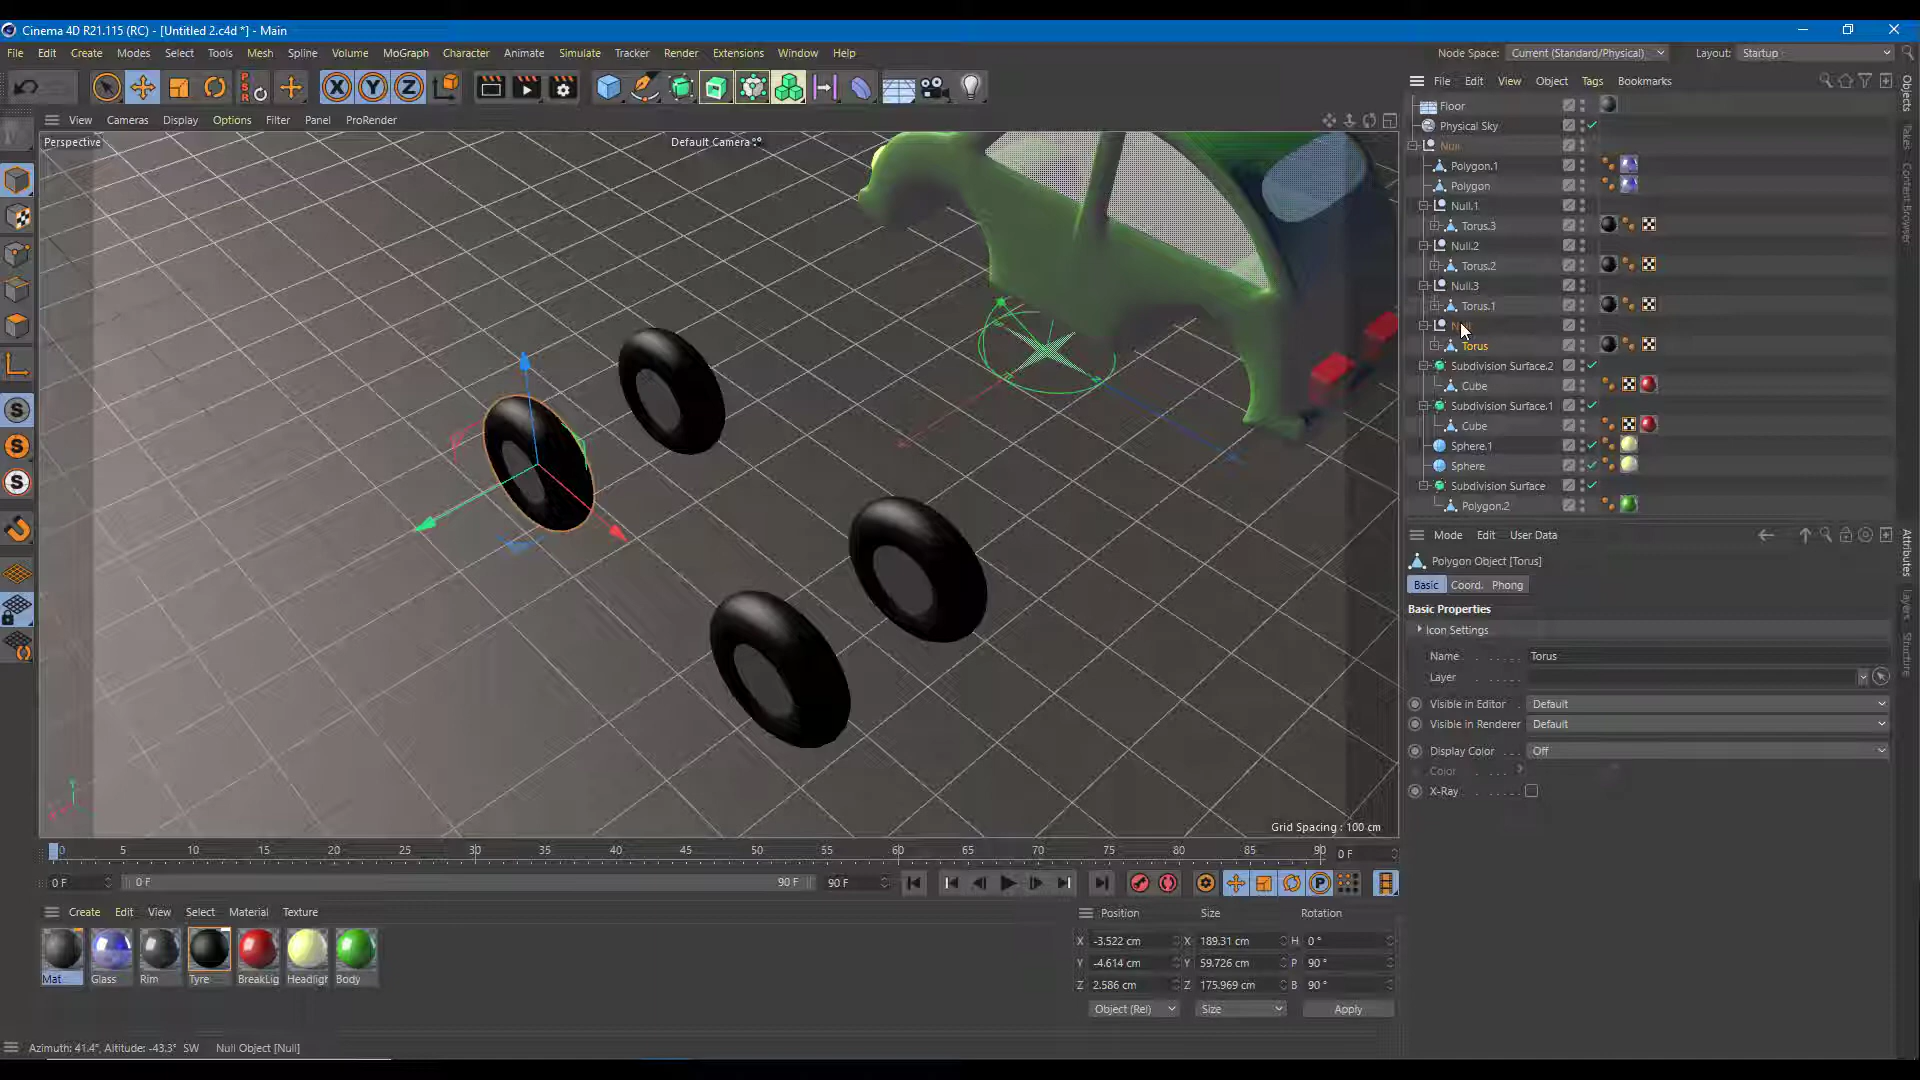 Cinema 4D R21.115 (RC) - [Untitled 2.c4d *] - Main
File Edit Create Modes Select Tools Mesh Spline Volume MoGraph Character Animate Simulate Tracker Render Extensions Window Help
Node Space: Current (Standard/Physical) Layout: Startup
File Edit View Object Tags Bookmarks
View Cameras Display Options Filter Panel ProRender
Perspective
Default Camera
Floor
Physical Sky
Null
Polygon.1
Polygon
Null.1
Torus.3
Null.2
Torus.2
Null.3
Torus.1
Torus
Subdivision Surface.2
Cube
Subdivision Surface.1
Cube
Sphere.1
Sphere
Subdivision Surface
Polygon.2
Objects
Takes
Content Browser
Mode Edit User Data
Polygon Object [Torus]
Basic Coord. Phong
Basic Properties
Icon Settings
Name . . . . . . Torus
Layer . . . . . .
Visible in Editor . Default
Visible in Renderer Default
Display Color . . . Off
Color . . . . . .
X-Ray . . . . . .
Attributes
Layers
Structure
Grid Spacing : 100 cm
0 5 10 15 20 25 30 35 40 45 50 55 60 65 70 75 80 85 90 0 F
0 F 0 F 90 F 90 F
Create Edit View Select Material Texture
Mat Glass Rim Tyre BreakLig Headligh Body
Position Size Rotation
X -3.522 cm X 189.31 cm H 0 °
Y -4.614 cm Y 59.726 cm P 90 °
Z 2.586 cm Z 175.969 cm B 90 °
Object (Rel) Size Apply
Azimuth: 41.4°, Altitude: -43.3° SW Null Object [Null]